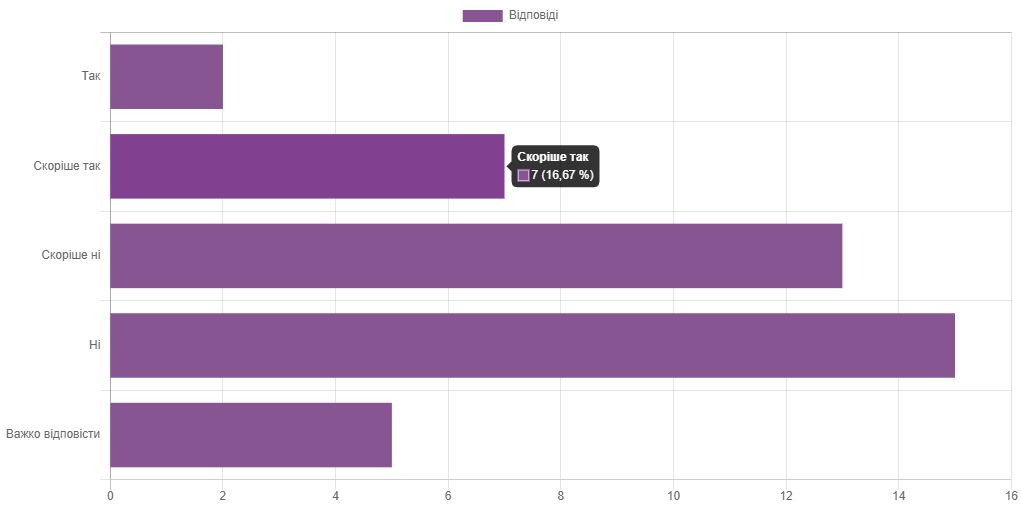 Відповіді
Так
Скоріше так
Скоріше так
7 (16,67 %)
Скоріше ні
Ні
Важко відповісти
0 2 4 6 8 10 12 14 16